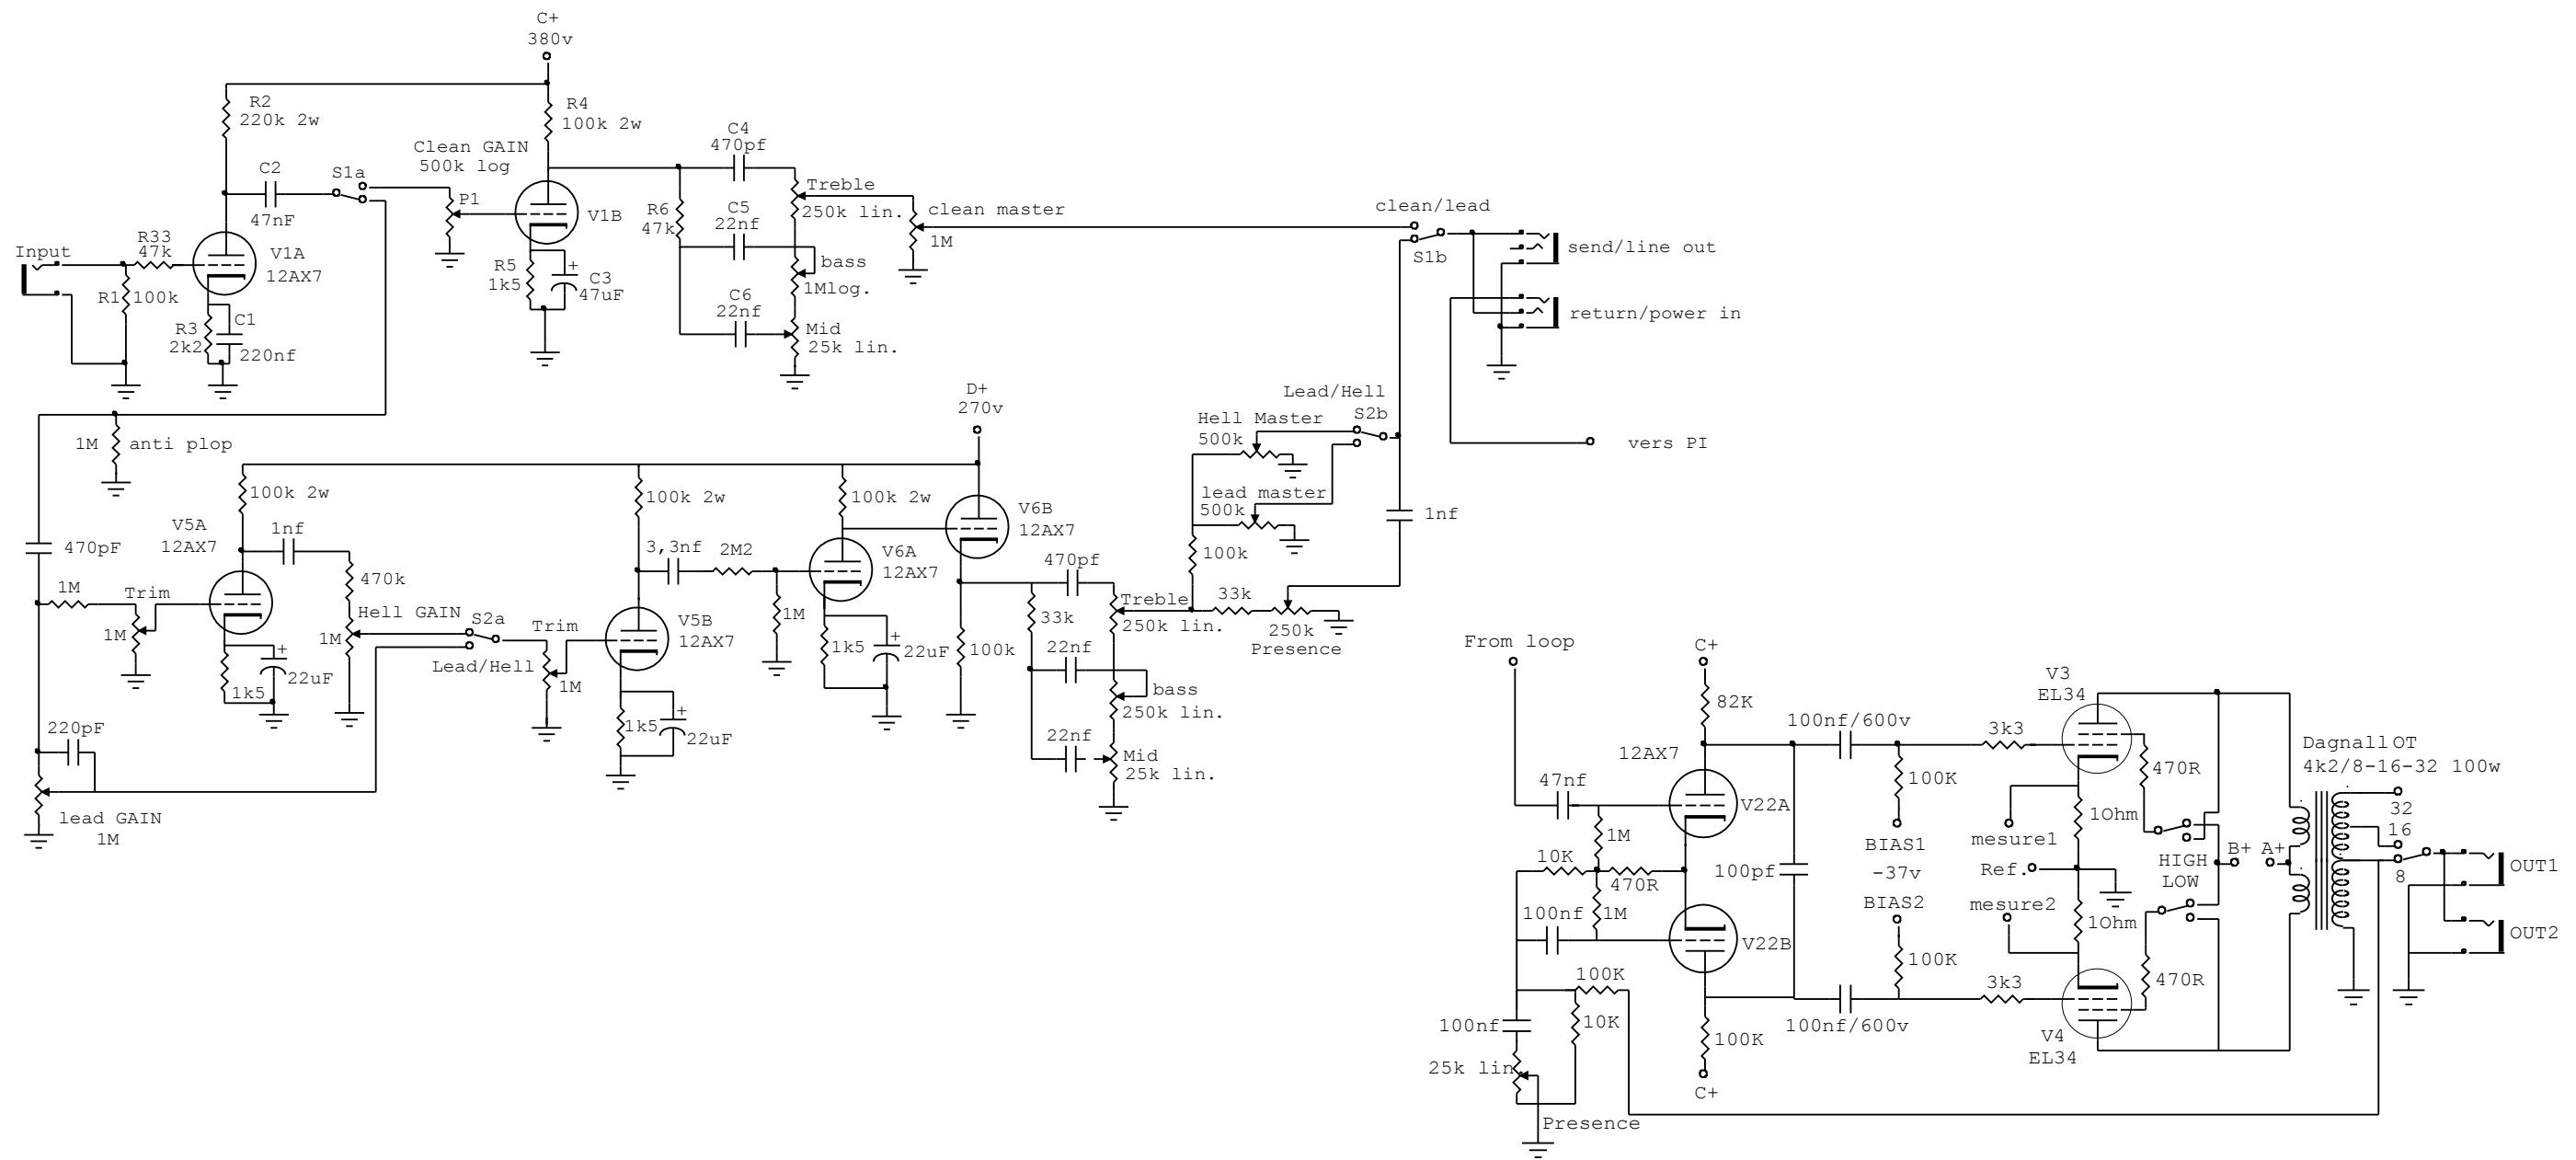 C+
380v
R2
220k 2w
R4
100k 2w
Clean GAIN
500k log
C4
470pf
C2
47nF
S1a
P1
V1B
Treble
250k lin.
R6
47k
C5
22nf
clean master
1M
clean/lead
S1b
send/line out
Input
R33
47k
V1A
12AX7
R1
100k
R5
1k5
+
C3
47uF
bass
1Mlog.
C6
22nf
Mid
25k lin.
return/power in
R3
2k2
C1
220nf
D+
270v
Lead/Hell
S2b
Hell Master
500k
vers PI
1M
anti plop
100k 2w
100k 2w
100k 2w
lead master
500k
V6B
12AX7
1nf
V5A
12AX7
1nf
470pF
3,3nf
2M2
V6A
12AX7
470pf
100k
1M
Trim
1M
470k
Hell GAIN
1M
S2a
Lead/Hell
Trim
1M
V5B
12AX7
1M
33k
Treble
250k lin.
33k
250k
Presence
1k5
+
22uF
1k5
+
22uF
100k
22nf
bass
250k lin.
1k5
+
22uF
22nf
Mid
25k lin.
220pF
lead GAIN
1M
From loop
C+
82K
V3
EL34
100nf/600v
3k3
12AX7
470R
Dagnall OT
4k2/8-16-32 100w
47nf
V22A
100K
1M
BIAS1
-37v
BIAS2
mesure1
1Ohm
32
16
8
10K
470R
100pf
Ref.
HIGH
LOW
B+
A+
OUT1
100nf
1M
V22B
mesure2
1Ohm
OUT2
100K
100K
3k3
470R
100nf
10K
100K
100nf/600v
V4
EL34
25k lin
C+
Presence